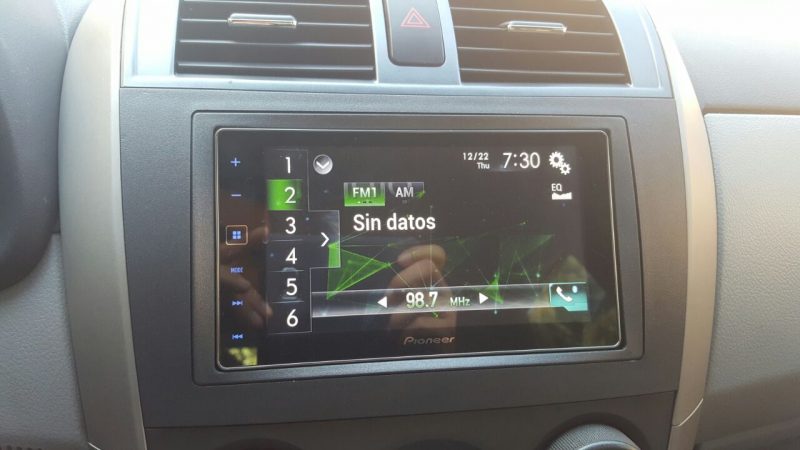 12/22
Thu
7:30
1
2
3
4
5
6
FM1
AM
EQ
Sin datos
MODE
98.7 MHz
Pioneer